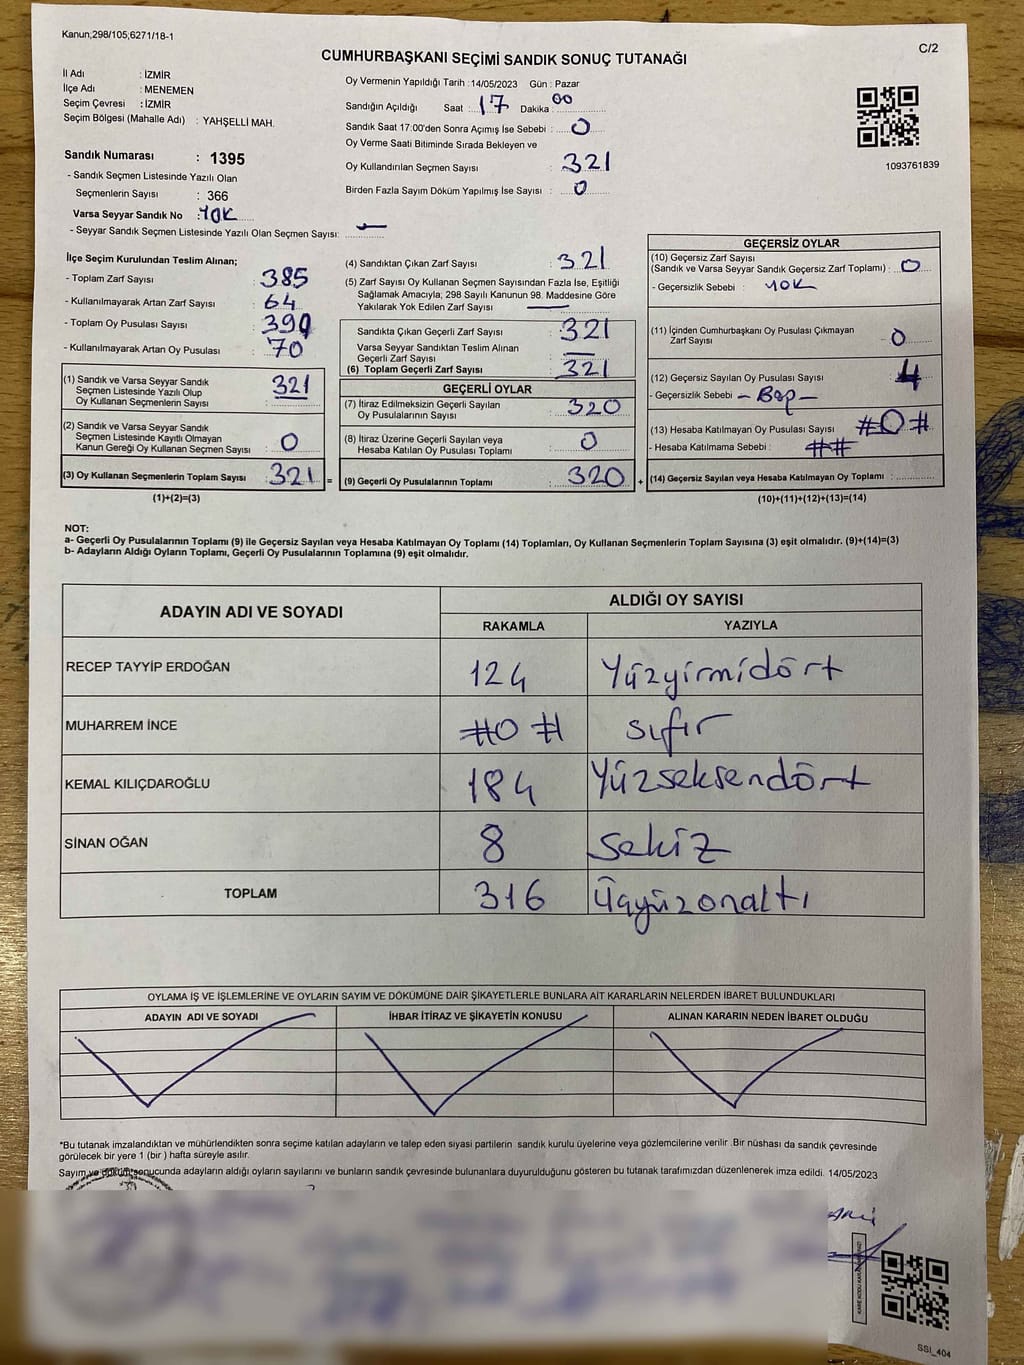 Kanun;298/105;6271/18-1
C/2
CUMHURBAŞKANI SEÇİMİ SANDIK SONUÇ TUTANAĞI
İl Adı : İZMİR
İlçe Adı : MENEMEN
Seçim Çevresi : İZMİR
Seçim Bölgesi (Mahalle Adı) : YAHŞELLİ MAH.
Sandık Numarası : 1395
- Sandık Seçmen Listesinde Yazılı Olan
Seçmenlerin Sayısı : 366
Varsa Seyyar Sandık No : YOK
- Seyyar Sandık Seçmen Listesinde Yazılı Olan Seçmen Sayısı: —
Oy Vermenin Yapıldığı Tarih : 14/05/2023 Gün : Pazar
Sandığın Açıldığı Saat : 17 Dakika 00
Sandık Saat 17:00'den Sonra Açımış İse Sebebi : 0
Oy Verme Saati Bitiminde Sırada Bekleyen ve
Oy Kullandırılan Seçmen Sayısı : 321
Birden Fazla Sayım Döküm Yapılmış İse Sayısı : 0
1093761839
İlçe Seçim Kurulundan Teslim Alınan;
- Toplam Zarf Sayısı : 385
- Kullanılmayarak Artan Zarf Sayısı : 64
- Toplam Oy Pusulası Sayısı : 390
- Kullanılmayarak Artan Oy Pusulası : 70
(1) Sandık ve Varsa Seyyar Sandık
Seçmen Listesinde Yazılı Olup
Oy Kullanan Seçmenlerin Sayısı : 321
(2) Sandık ve Varsa Seyyar Sandık
Seçmen Listesinde Kayıtlı Olmayan
Kanun Gereği Oy Kullanan Seçmen Sayısı : 0
(3) Oy Kullanan Seçmenlerin Toplam Sayısı : 321 =
(1)+(2)=(3)
(4) Sandıktan Çıkan Zarf Sayısı : 321
(5) Zarf Sayısı Oy Kullanan Seçmen Sayısından Fazla İse, Eşitliği
Sağlamak Amacıyla; 298 Sayılı Kanunun 98. Maddesine Göre
Yakılarak Yok Edilen Zarf Sayısı : —
Sandıkta Çıkan Geçerli Zarf Sayısı : 321
Varsa Seyyar Sandıktan Teslim Alınan
Geçerli Zarf Sayısı : —
(6) Toplam Geçerli Zarf Sayısı : 321
GEÇERLİ OYLAR
(7) İtiraz Edilmeksizin Geçerli Sayılan
Oy Pusulalarının Sayısı : 320
(8) İtiraz Üzerine Geçerli Sayılan veya
Hesaba Katılan Oy Pusulası Toplamı : 0
(9) Geçerli Oy Pusulalarının Toplamı : 320 +
GEÇERSİZ OYLAR
(10) Geçersiz Zarf Sayısı
(Sandık ve Varsa Seyyar Sandık Geçersiz Zarf Toplamı) : 0
- Geçersizlik Sebebi : YOK
(11) İçinden Cumhurbaşkanı Oy Pusulası Çıkmayan
Zarf Sayısı : 0
(12) Geçersiz Sayılan Oy Pusulası Sayısı : 4
- Geçersizlik Sebebi - Boş -
(13) Hesaba Katılmayan Oy Pusulası Sayısı : #0#
- Hesaba Katılmama Sebebi : ##
(14) Geçersiz Sayılan veya Hesaba Katılmayan Oy Toplamı :
(10)+(11)+(12)+(13)=(14)
NOT:
a- Geçerli Oy Pusulalarının Toplamı (9) ile Geçersiz Sayılan veya Hesaba Katılmayan Oy Toplamı (14) Toplamları, Oy Kullanan Seçmenlerin Toplam Sayısına (3) eşit olmalıdır. (9)+(14)=(3)
b- Adayların Aldığı Oyların Toplamı, Geçerli Oy Pusulalarının Toplamına (9) eşit olmalıdır.
ADAYIN ADI VE SOYADI
ALDIĞI OY SAYISI
RAKAMLA YAZIYLA
RECEP TAYYİP ERDOĞAN 124 Yüzyirmidört
MUHARREM İNCE #0# sıfır
KEMAL KILIÇDAROĞLU 184 Yüzseksendört
SİNAN OĞAN 8 sekiz
TOPLAM 316 Üçyüzonaltı
OYLAMA İŞ VE İŞLEMLERİNE VE OYLARIN SAYIM VE DÖKÜMÜNE DAİR ŞİKAYETLERLE BUNLARA AİT KARARLARIN NELERDEN İBARET BULUNDUKLARI
ADAYIN ADI VE SOYADI İHBAR İTİRAZ VE ŞİKAYETİN KONUSU ALINAN KARARIN NEDEN İBARET OLDUĞU
*Bu tutanak imzalandıktan ve mühürlendikten sonra seçime katılan adayların ve talep eden siyasi partilerin sandık kurulu üyelerine veya gözlemcilerine verilir .Bir nüshası da sandık çevresinde
görülecek bir yere 1 (bir ) hafta süreyle asılır.
Sayım ve döküm sonucunda adayların aldığı oyların sayılarını ve bunların sandık çevresinde bulunanlara duyurulduğunu gösteren bu tutanak tarafımızdan düzenlenerek imza edildi. 14/05/2023
SSI_404